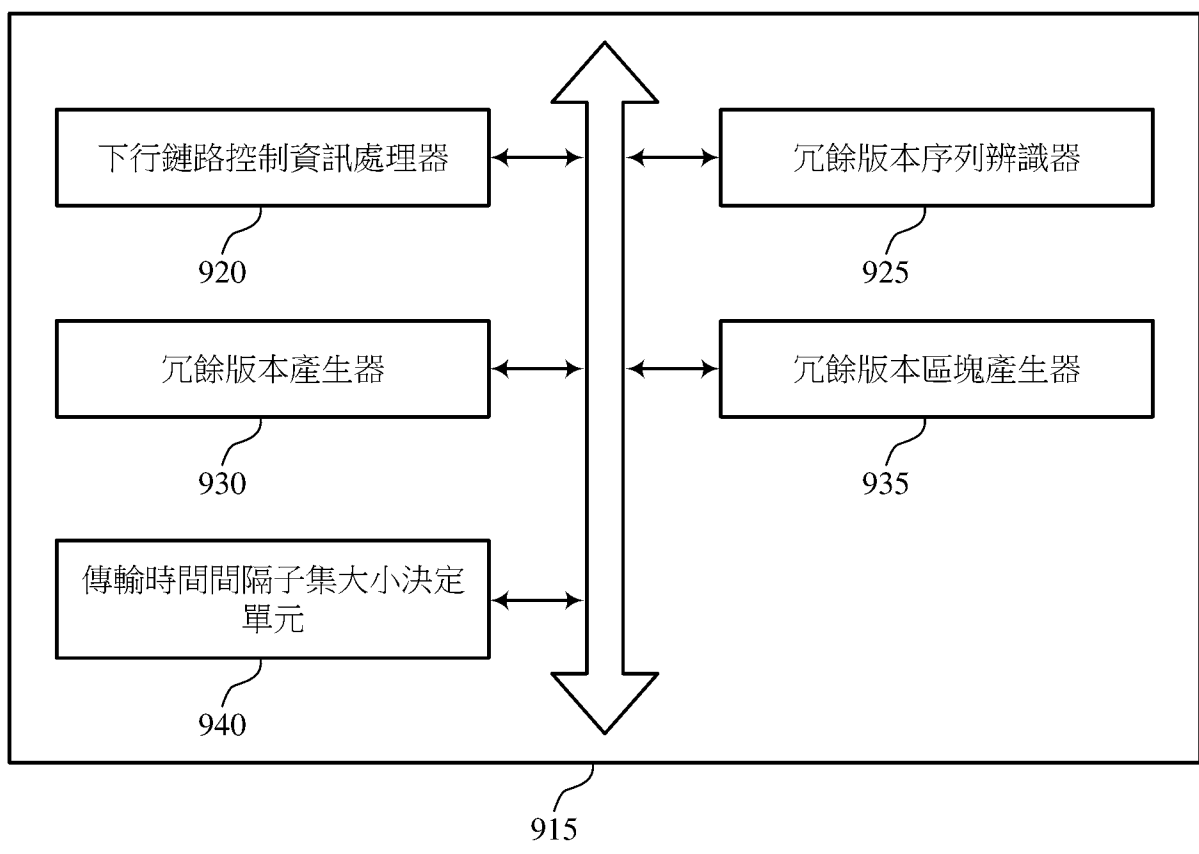 下行鏈路控制資訊處理器
920
冗餘版本序列辨識器
925
冗餘版本產生器
930
冗餘版本區塊產生器
935
傳輸時間間隔子集大小決定
單元
940
915